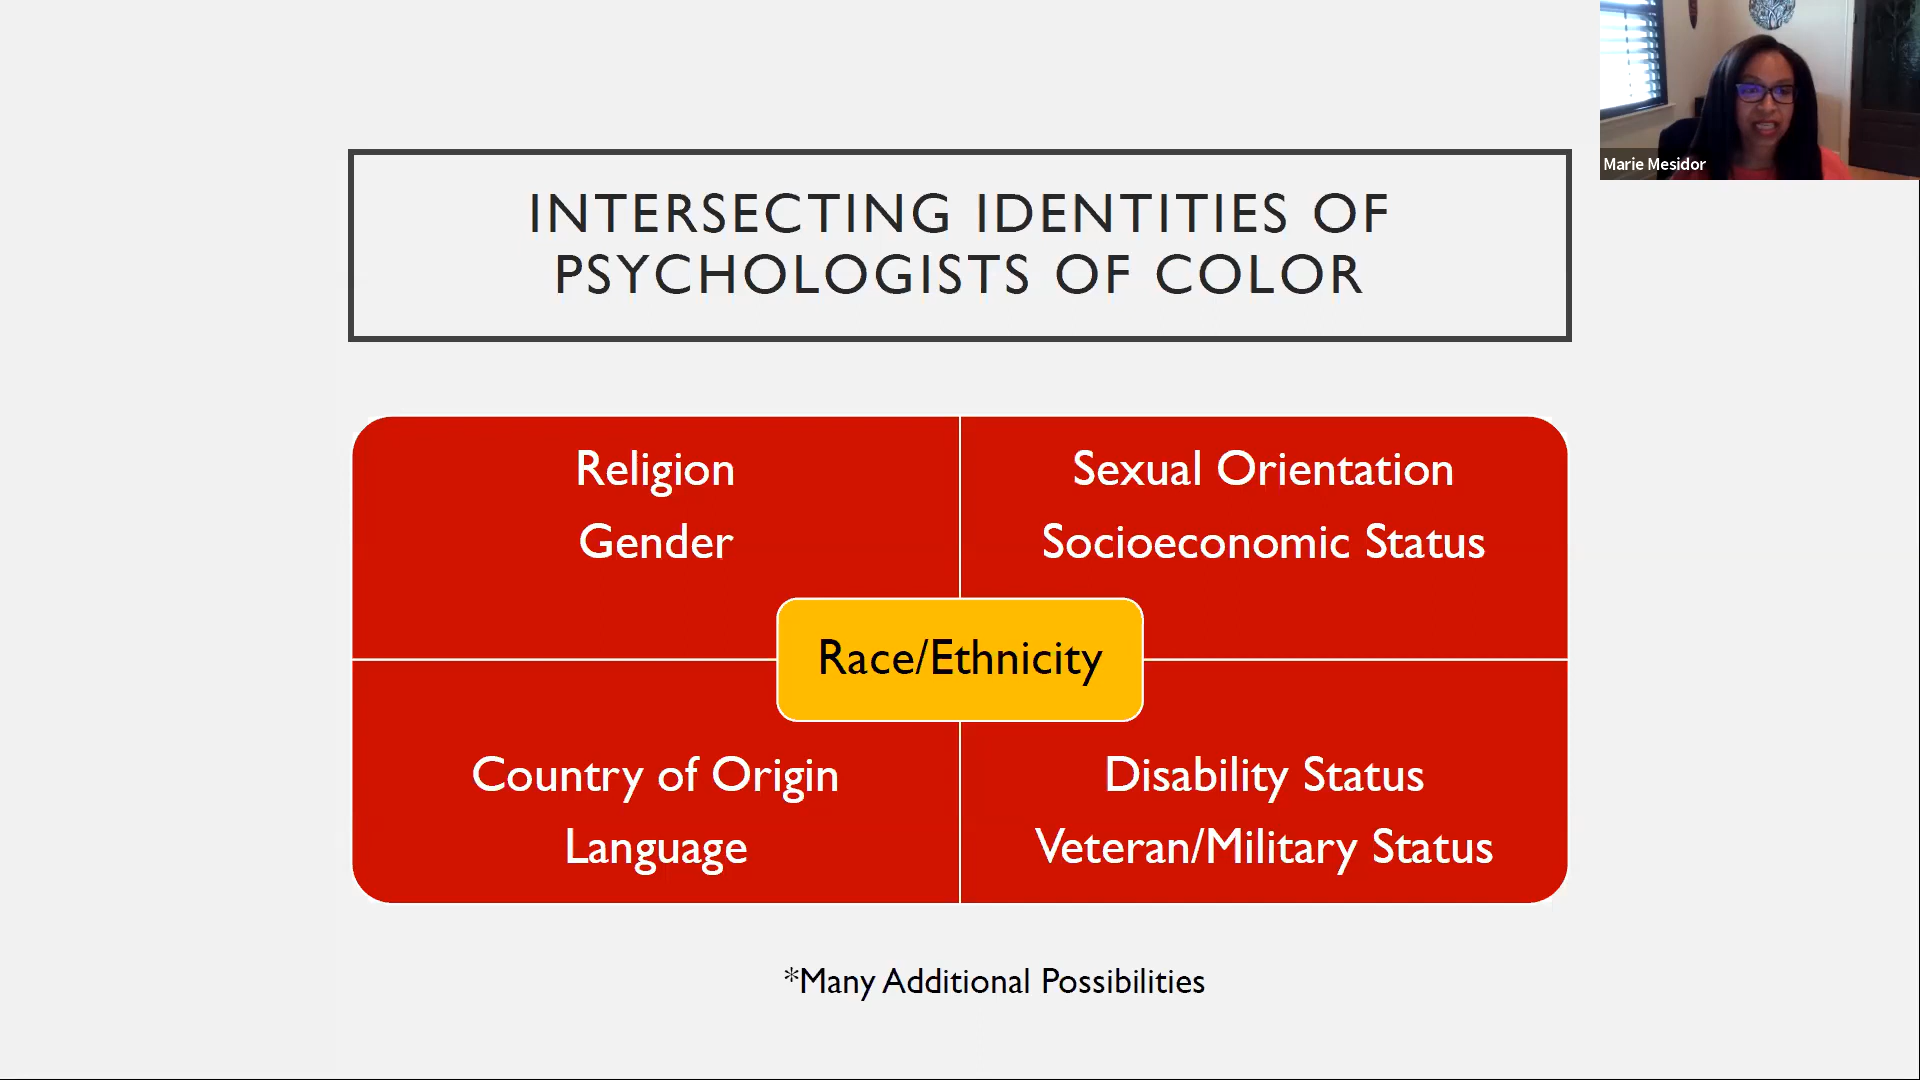 INTERSECTING IDENTITIES OF
PSYCHOLOGISTS OF COLOR
Marie Mesidor
Religion
Gender
Sexual Orientation
Socioeconomic Status
Race/Ethnicity
Country of Origin
Language
Disability Status
Veteran/Military Status
*Many Additional Possibilities